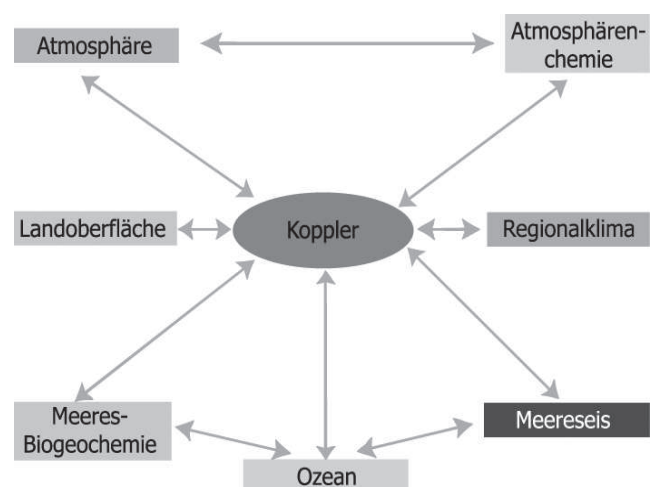 Atmosphäre
Atmosphären-
chemie
Landoberfläche
Koppler
Regionalklima
Meeres-
Biogeochemie
Meereseis
Ozean